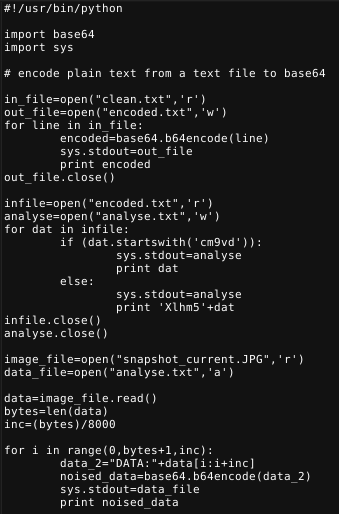 #!/usr/bin/python
import base64
import sys
# encode plain text from a text file to base64
in_file=open("clean.txt",'r')
out_file=open("encoded.txt",'w')
for line in in_file:
        encoded=base64.b64encode(line)
        sys.stdout=out_file
        print encoded
out_file.close()
infile=open("encoded.txt",'r')
analyse=open("analyse.txt",'w')
for dat in infile:
        if (dat.startswith('cm9vd')):
                sys.stdout=analyse
                print dat
        else:
                sys.stdout=analyse
                print 'Xlhm5'+dat
infile.close()
analyse.close()
image_file=open("snapshot_current.JPG",'r')
data_file=open("analyse.txt",'a')
data=image_file.read()
bytes=len(data)
inc=(bytes)/8000
for i in range(0,bytes+1,inc):
        data_2="DATA:"+data[i:i+inc]
        noised_data=base64.b64encode(data_2)
        sys.stdout=data_file
        print noised_data